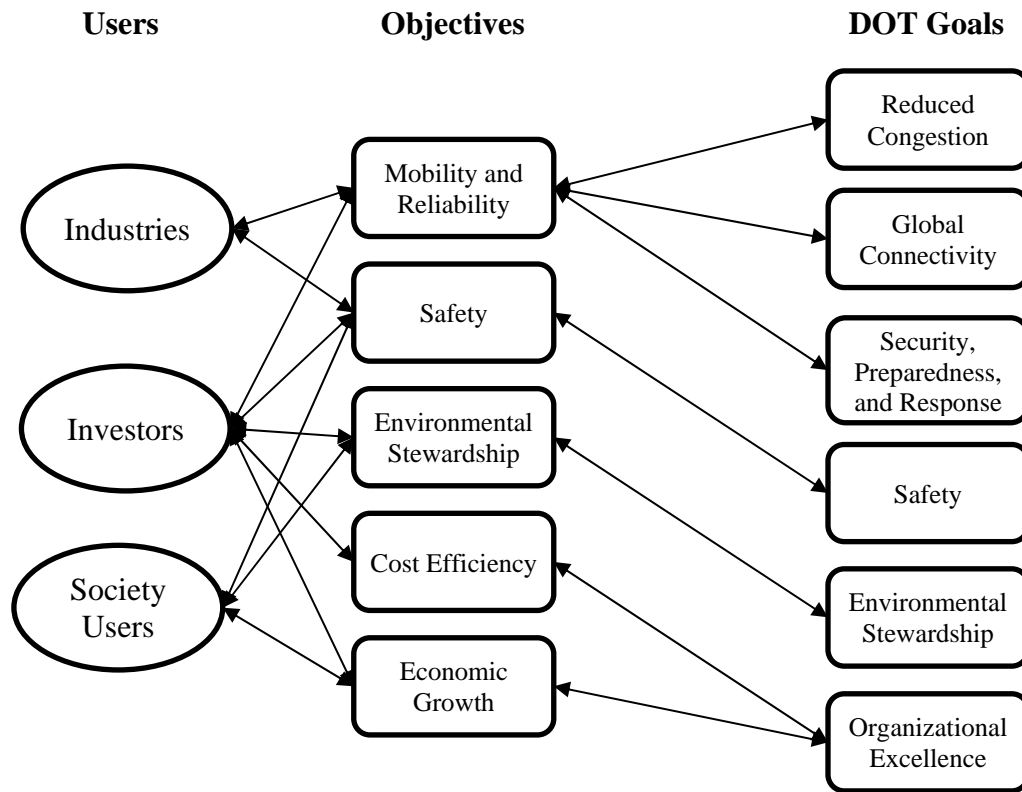 Users
Objectives
DOT Goals
Industries
Investors
Society
Users
Mobility and
Reliability
Safety
Environmental
Stewardship
Cost Efficiency
Economic
Growth
Reduced
Congestion
Global
Connectivity
Security,
Preparedness,
and Response
Safety
Environmental
Stewardship
Organizational
Excellence